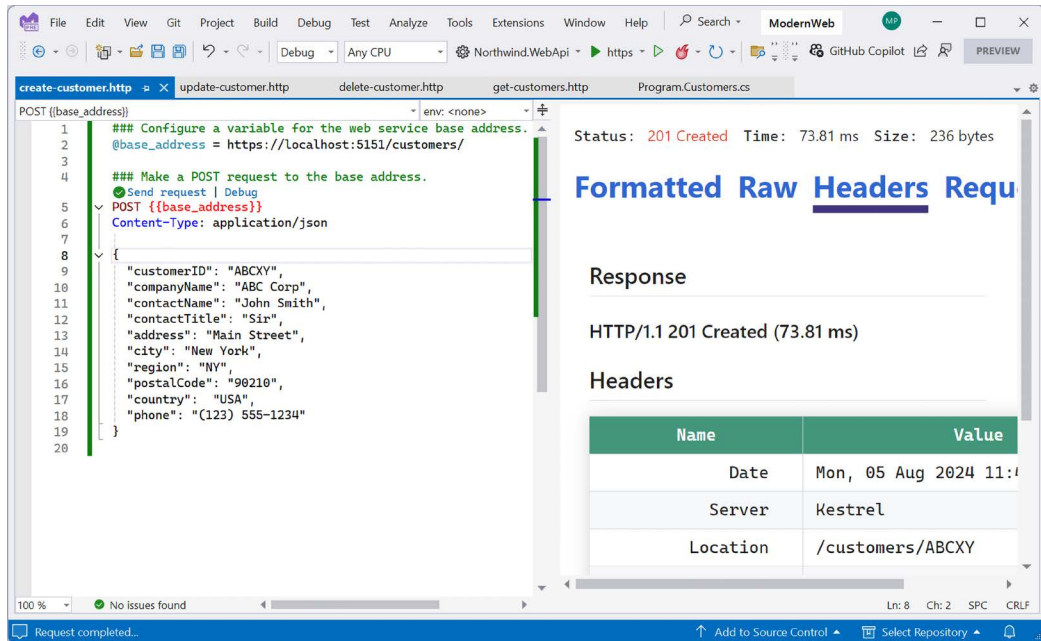 File Edit View Git Project Build Debug Test Analyze Tools Extensions Window Help Search ModernWeb MP
Debug Any CPU Northwind.WebApi https GitHub Copilot PREVIEW
create-customer.http update-customer.http delete-customer.http get-customers.http Program.Customers.cs
POST {{base_address}} env: <none>
1 ### Configure a variable for the web service base address.
2 @base_address = https://localhost:5151/customers/
3
4 ### Make a POST request to the base address.
Send request | Debug
5 POST {{base_address}}
6 Content-Type: application/json
7
8 {
9 "customerID": "ABCXY",
10 "companyName": "ABC Corp",
11 "contactName": "John Smith",
12 "contactTitle": "Sir",
13 "address": "Main Street",
14 "city": "New York",
15 "region": "NY",
16 "postalCode": "90210",
17 "country":  "USA",
18 "phone": "(123) 555-1234"
19 }
20
Status: 201 Created Time: 73.81 ms Size: 236 bytes
Formatted Raw Headers Requ
Response
HTTP/1.1 201 Created (73.81 ms)
Headers
Name Value
Date Mon, 05 Aug 2024 11:
Server Kestrel
Location /customers/ABCXY
100 % No issues found Ln: 8 Ch: 2 SPC CRLF
Request completed... Add to Source Control Select Repository